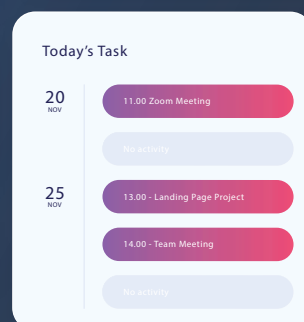 Today's Task
20
NOV
11.00 Zoom Meeting
No activity
25
NOV
13.00 - Landing Page Project
14.00 - Team Meeting
No activity